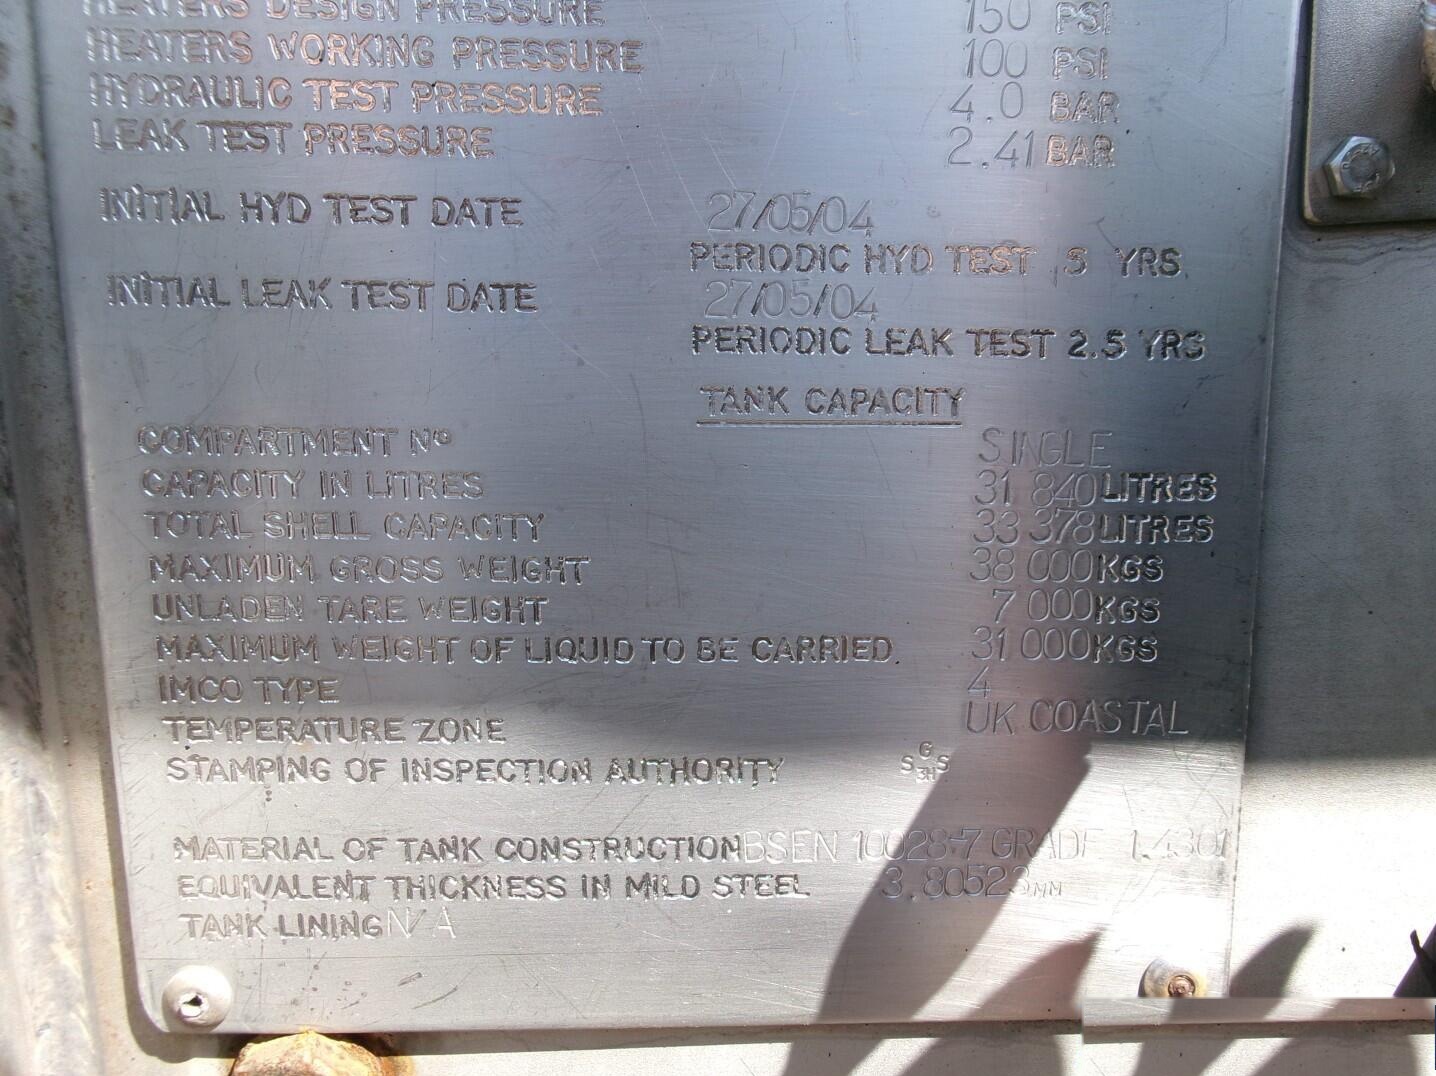 HEATERS DESIGN PRESSURE 150 PSI
HEATERS WORKING PRESSURE 100 PSI
HYDRAULIC TEST PRESSURE 4.0 BAR
LEAK TEST PRESSURE 2.41 BAR
INITIAL HYD TEST DATE 27/05/04
PERIODIC HYD TEST 5 YRS
INITIAL LEAK TEST DATE 27/05/04
PERIODIC LEAK TEST 2.5 YRS
TANK CAPACITY
COMPARTMENT Nº SINGLE
CAPACITY IN LITRES 31 840 LITRES
TOTAL SHELL CAPACITY 33 378 LITRES
MAXIMUM GROSS WEIGHT 38 000 KGS
UNLADEN TARE WEIGHT 7 000 KGS
MAXIMUM WEIGHT OF LIQUID TO BE CARRIED 31 000 KGS
IMCO TYPE 4
TEMPERATURE ZONE UK COASTAL
STAMPING OF INSPECTION AUTHORITY S G 3H S
MATERIAL OF TANK CONSTRUCTION BSEN 10028-7 GRADE 1.4301
EQUIVALENT THICKNESS IN MILD STEEL 3.80523 MM
TANK LINING N/A